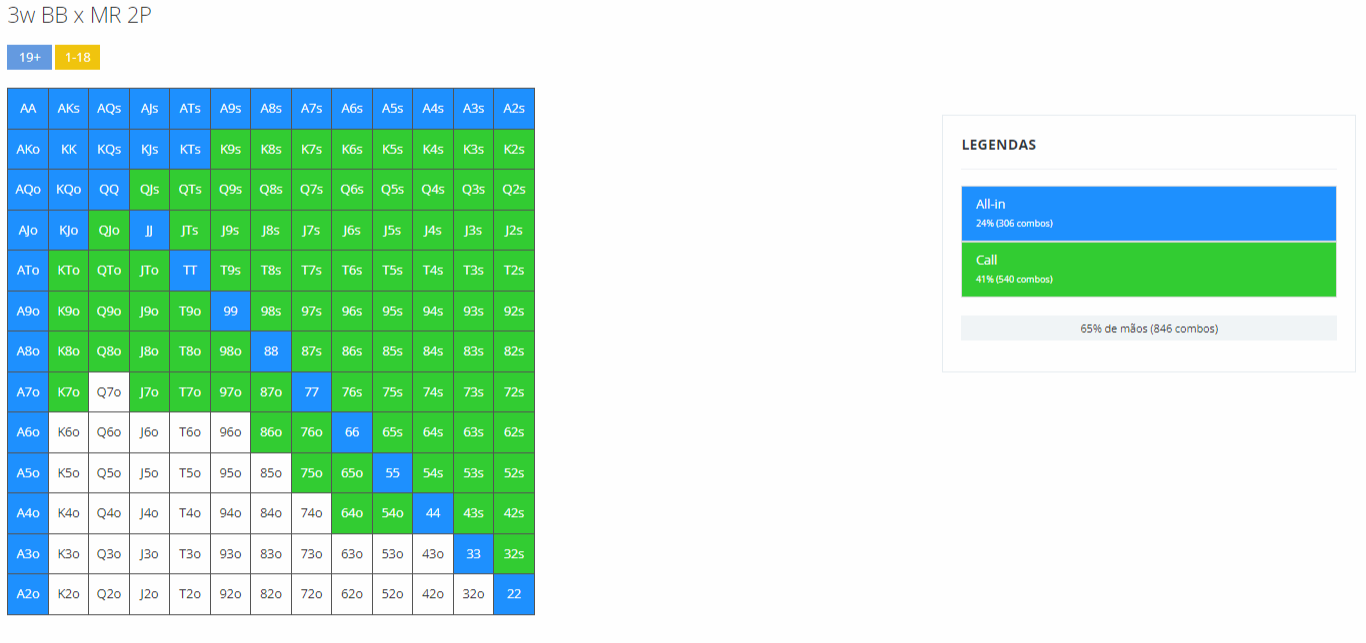 3w BB x MR 2P
19+ 1-18
AA AKs AQs AJs ATs A9s A8s A7s A6s A5s A4s A3s A2s
AKo KK KQs KJs KTs K9s K8s K7s K6s K5s K4s K3s K2s
AQo KQo QQ QJs QTs Q9s Q8s Q7s Q6s Q5s Q4s Q3s Q2s
AJo KJo QJo JJ JTs J9s J8s J7s J6s J5s J4s J3s J2s
ATo KTo QTo JTo TT T9s T8s T7s T6s T5s T4s T3s T2s
A9o K9o Q9o J9o T9o 99 98s 97s 96s 95s 94s 93s 92s
A8o K8o Q8o J8o T8o 98o 88 87s 86s 85s 84s 83s 82s
A7o K7o Q7o J7o T7o 97o 87o 77 76s 75s 74s 73s 72s
A6o K6o Q6o J6o T6o 96o 86o 76o 66 65s 64s 63s 62s
A5o K5o Q5o J5o T5o 95o 85o 75o 65o 55 54s 53s 52s
A4o K4o Q4o J4o T4o 94o 84o 74o 64o 54o 44 43s 42s
A3o K3o Q3o J3o T3o 93o 83o 73o 63o 53o 43o 33 32s
A2o K2o Q2o J2o T2o 92o 82o 72o 62o 52o 42o 32o 22
LEGENDAS
All-in
24% (306 combos)
Call
41% (540 combos)
65% de mãos (846 combos)